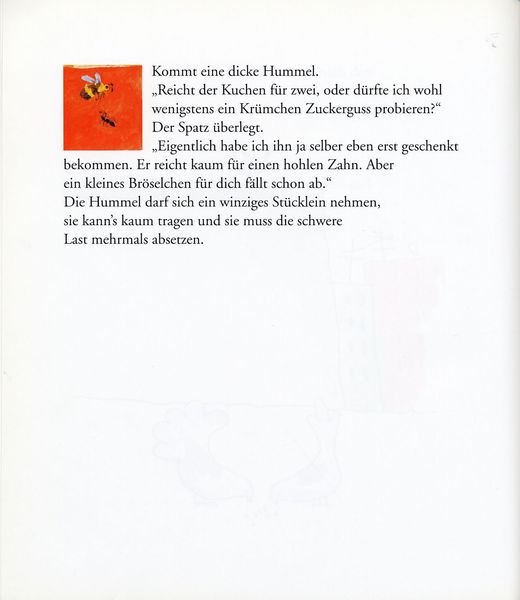 Kommt eine dicke Hummel.
„Reicht der Kuchen für zwei, oder dürfte ich wohl
wenigstens ein Krümchen Zuckerguss probieren?“
Der Spatz überlegt.
„Eigentlich habe ich ihn ja selber eben erst geschenkt
bekommen. Er reicht kaum für einen hohlen Zahn. Aber
ein kleines Bröselchen für dich fällt schon ab.“
Die Hummel darf sich ein winziges Stücklein nehmen,
sie kann’s kaum tragen und sie muss die schwere
Last mehrmals absetzen.